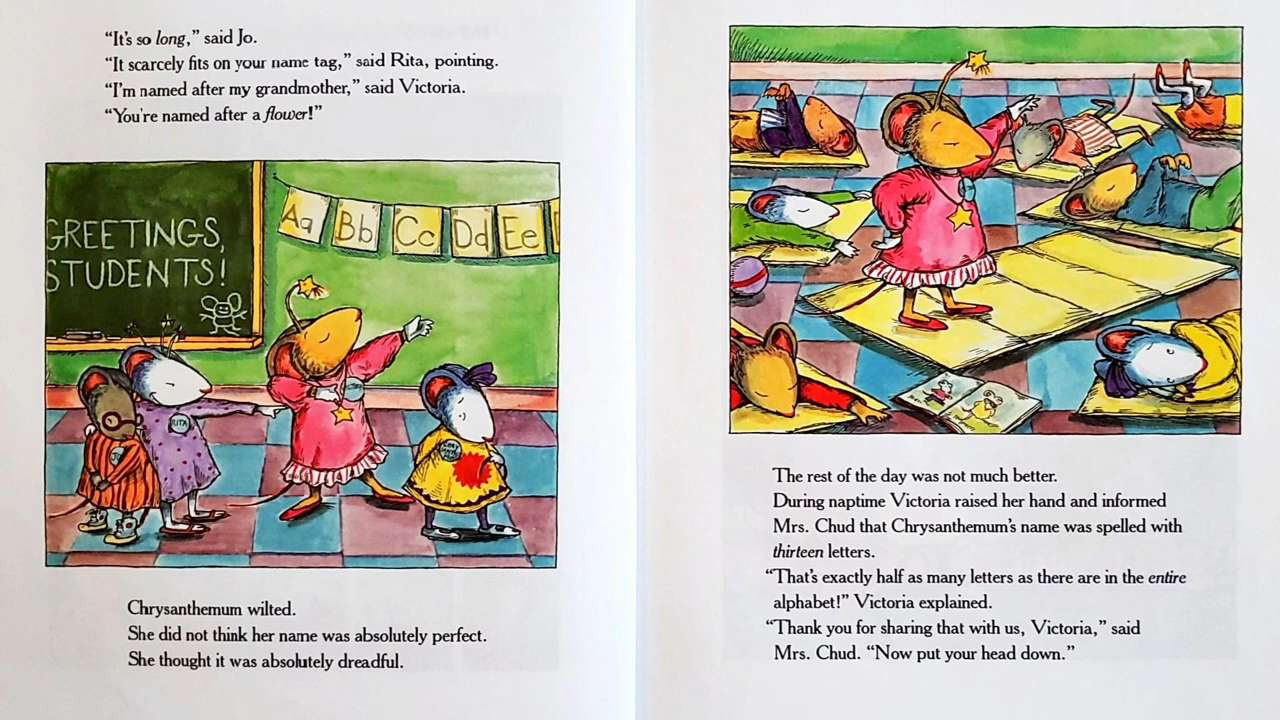 “It’s so long,” said Jo.
“It scarcely fits on your name tag,” said Rita, pointing.
“I’m named after my grandmother,” said Victoria.
“You’re named after a flower!”
GREETINGS,
STUDENTS!
Aa Bb Cc Dd Ee
RITA
Chrysanthemum wilted.
She did not think her name was absolutely perfect.
She thought it was absolutely dreadful.
The rest of the day was not much better.
During naptime Victoria raised her hand and informed
Mrs. Chud that Chrysanthemum’s name was spelled with
thirteen letters.
“That’s exactly half as many letters as there are in the entire
alphabet!” Victoria explained.
“Thank you for sharing that with us, Victoria,” said
Mrs. Chud. “Now put your head down.”